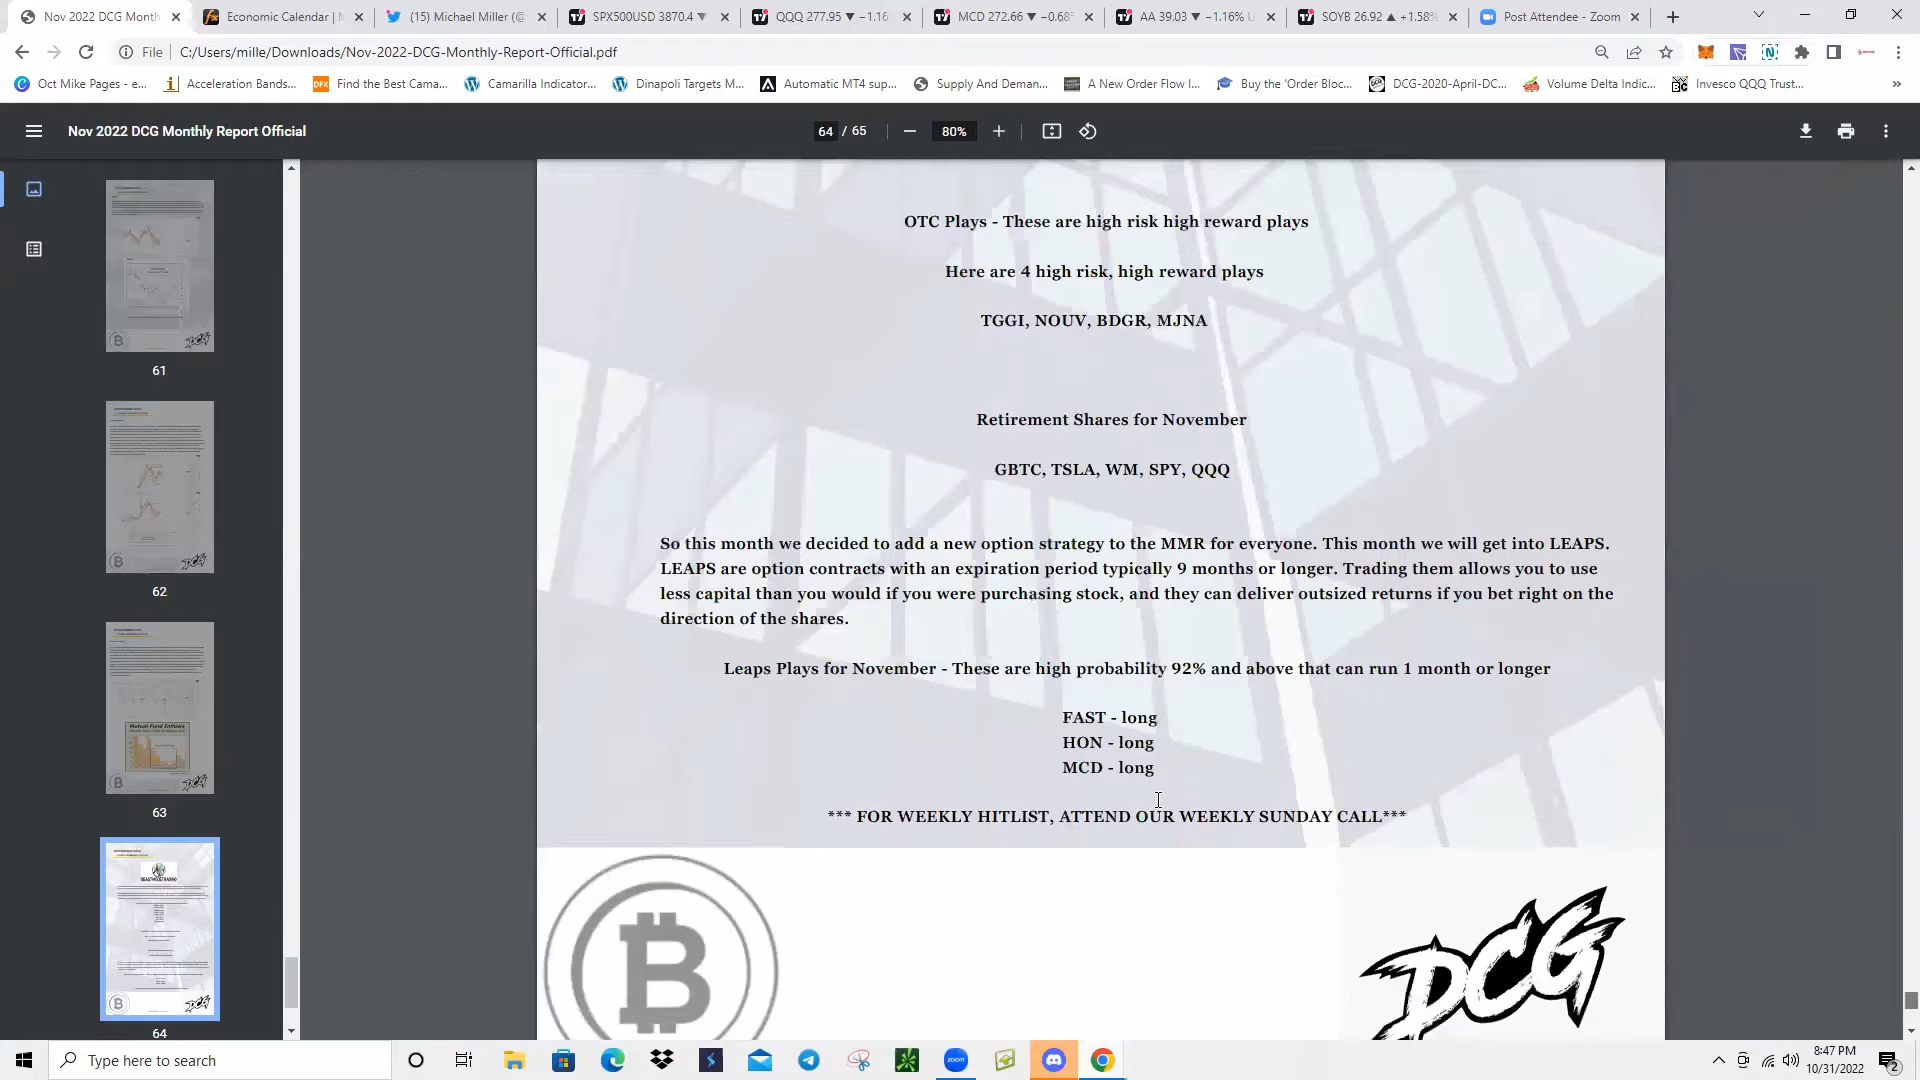 Nov 2022 DCG Month
Economic Calendar | M
(15) Michael Miller (@
SPX500USD 3870.4 ▼
QQQ 277.95 ▼ −1.16
MCD 272.66 ▼ −0.68
AA 39.03 ▼ −1.16% U
SOYB 26.92 ▲ +1.58%
Post Attendee - Zoom
File | C:/Users/mille/Downloads/Nov-2022-DCG-Monthly-Report-Official.pdf
Oct Mike Pages - e...
Acceleration Bands...
Find the Best Cama...
Camarilla Indicator...
Dinapoli Targets M...
Automatic MT4 sup...
Supply And Deman...
A New Order Flow I...
Buy the 'Order Bloc...
DCG-2020-April-DC...
Volume Delta Indic...
Invesco QQQ Trust...
Nov 2022 DCG Monthly Report Official
64 / 65
80%
61
62
Mutual Fund Inflows
63
64
OTC Plays - These are high risk high reward plays
Here are 4 high risk, high reward plays
TGGI, NOUV, BDGR, MJNA
Retirement Shares for November
GBTC, TSLA, WM, SPY, QQQ
So this month we decided to add a new option strategy to the MMR for everyone. This month we will get into LEAPS.
LEAPS are option contracts with an expiration period typically 9 months or longer. Trading them allows you to use
less capital than you would if you were purchasing stock, and they can deliver outsized returns if you bet right on the
direction of the shares.
Leaps Plays for November - These are high probability 92% and above that can run 1 month or longer
FAST - long
HON - long
MCD - long
*** FOR WEEKLY HITLIST, ATTEND OUR WEEKLY SUNDAY CALL***
DCG
Type here to search
zoom
8:47 PM
10/31/2022
2